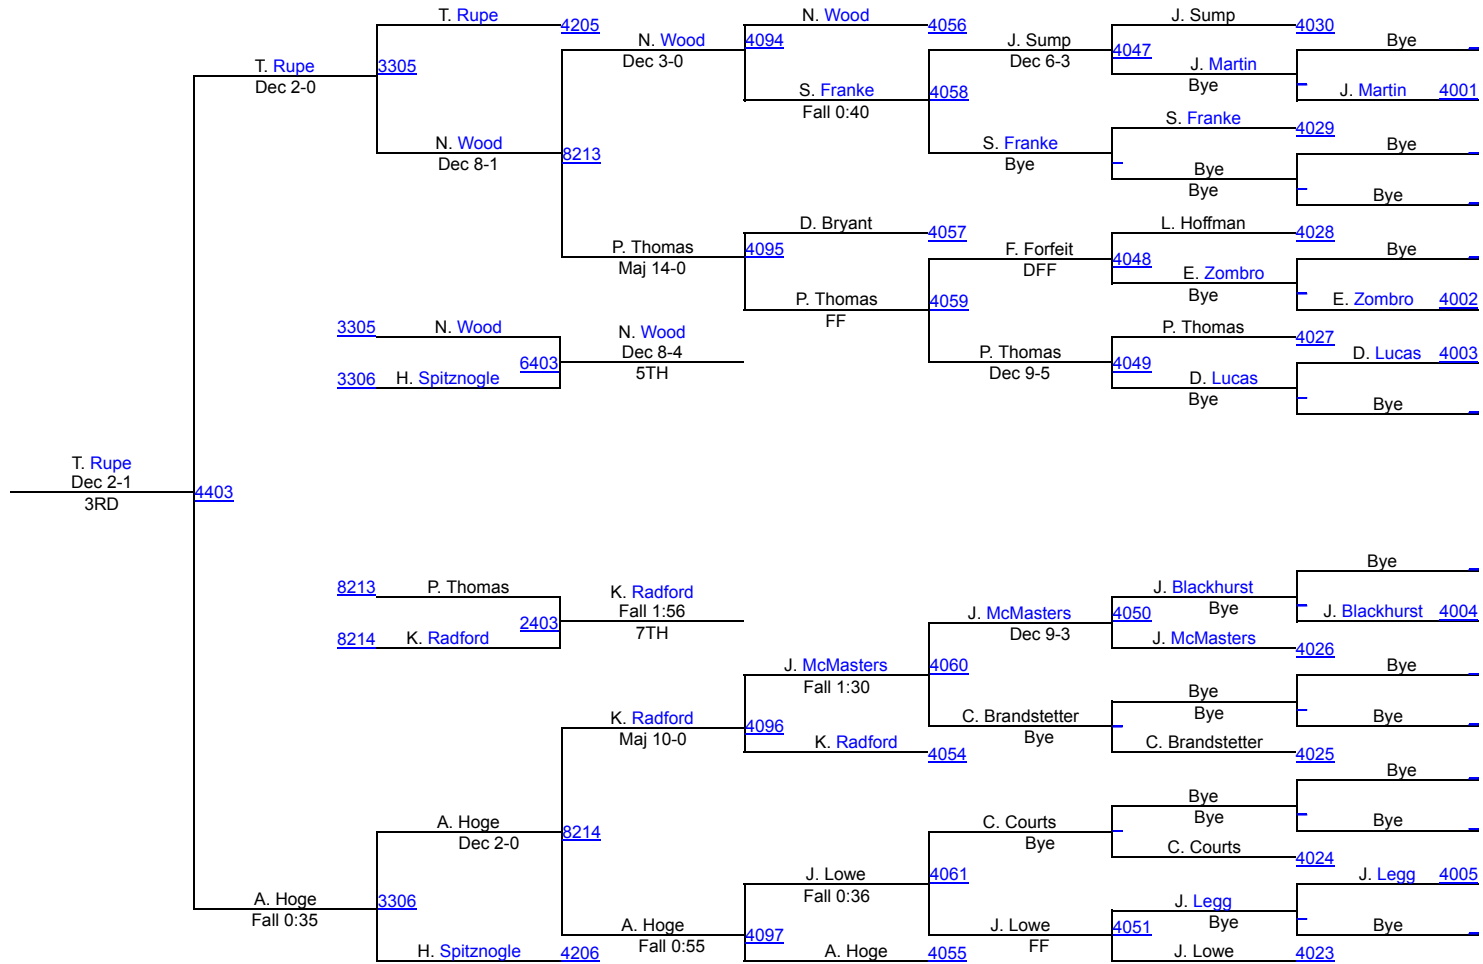 T. Rupe 4205
N. Wood 4056
J. Sump 4030
N. Wood 4094
Dec 3-0
J. Sump 4047
Dec 6-3
Bye
T. Rupe 3305
Dec 2-0
J. Martin
Bye
S. Franke 4058
Fall 0:40
J. Martin 4001
S. Franke 4029
N. Wood 8213
Dec 8-1
S. Franke
Bye
Bye
Bye
Bye
Bye
D. Bryant 4057
L. Hoffman 4028
P. Thomas 4095
Maj 14-0
F. Forfeit 4048
DFF
Bye
E. Zombro
Bye
P. Thomas 4059
FF
E. Zombro 4002
3305 N. Wood
N. Wood
Dec 8-4
5TH
P. Thomas 4027
6403
P. Thomas 4049
Dec 9-5
D. Lucas 4003
3306 H. Spitznogle
D. Lucas
Bye
Bye
T. Rupe
Dec 2-1
3RD
4403
Bye
8213 P. Thomas
K. Radford
Fall 1:56
7TH
J. Blackhurst
Bye
2403
J. McMasters 4050
Dec 9-3
J. Blackhurst 4004
8214 K. Radford
J. McMasters 4026
J. McMasters 4060
Fall 1:30
Bye
Bye
Bye
K. Radford 4096
Maj 10-0
C. Brandstetter
Bye
Bye
K. Radford 4054
C. Brandstetter 4025
Bye
Bye
Bye
A. Hoge 8214
Dec 2-0
C. Courts
Bye
Bye
C. Courts 4024
J. Lowe 4061
Fall 0:36
J. Legg 4005
A. Hoge 3306
Fall 0:35
J. Legg
Bye
A. Hoge 4097
Fall 0:55
J. Lowe 4051
FF
Bye
H. Spitznogle 4206
A. Hoge 4055
J. Lowe 4023